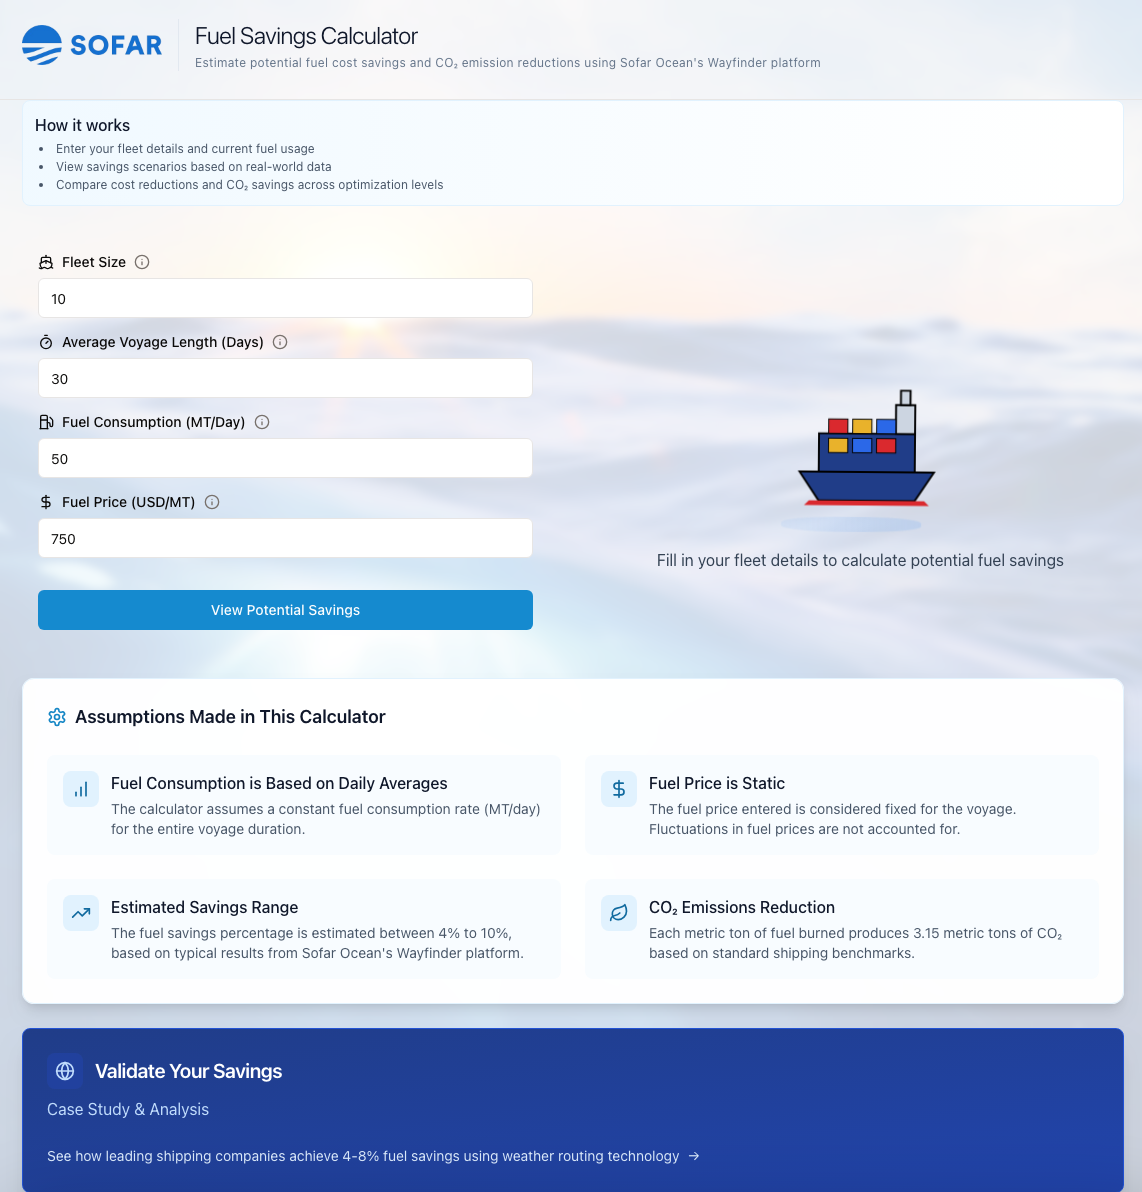 SOFAR
Fuel Savings Calculator
Estimate potential fuel cost savings and CO₂ emission reductions using Sofar Ocean's Wayfinder platform
How it works
• Enter your fleet details and current fuel usage
• View savings scenarios based on real-world data
• Compare cost reductions and CO₂ savings across optimization levels
Fleet Size
10
Average Voyage Length (Days)
30
Fuel Consumption (MT/Day)
50
Fuel Price (USD/MT)
750
View Potential Savings
Fill in your fleet details to calculate potential fuel savings
Assumptions Made in This Calculator
Fuel Consumption is Based on Daily Averages
The calculator assumes a constant fuel consumption rate (MT/day)
for the entire voyage duration.
Fuel Price is Static
The fuel price entered is considered fixed for the voyage.
Fluctuations in fuel prices are not accounted for.
Estimated Savings Range
The fuel savings percentage is estimated between 4% to 10%,
based on typical results from Sofar Ocean's Wayfinder platform.
CO₂ Emissions Reduction
Each metric ton of fuel burned produces 3.15 metric tons of CO₂
based on standard shipping benchmarks.
Validate Your Savings
Case Study & Analysis
See how leading shipping companies achieve 4-8% fuel savings using weather routing technology →